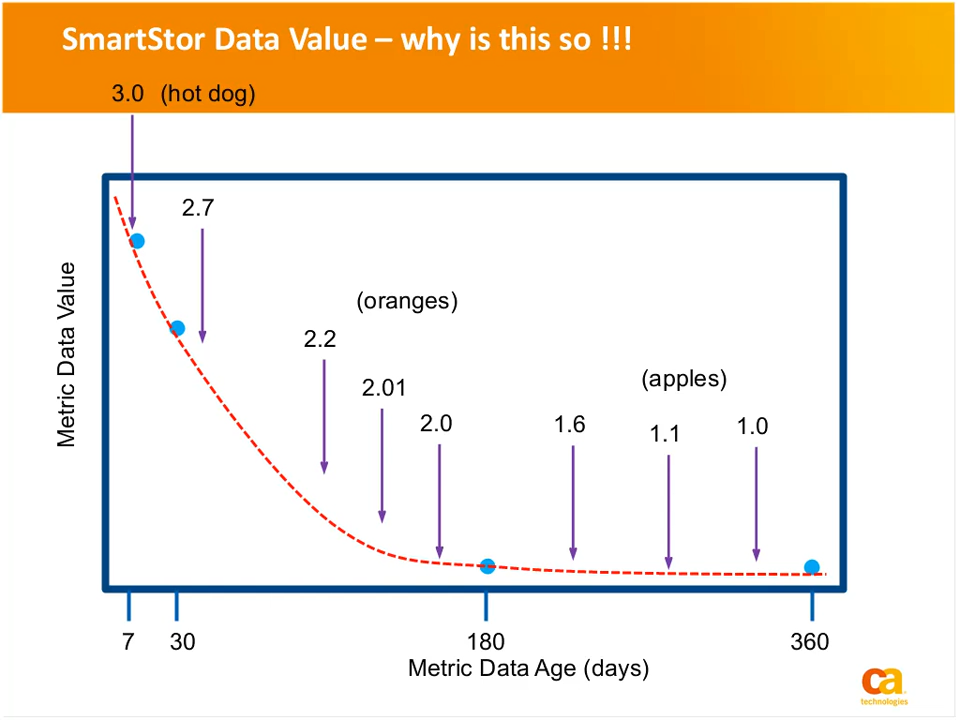 SmartStor Data Value – why is this so !!!
3.0 (hot dog)
2.7
(oranges)
2.2
(apples)
2.01
2.0
1.6
1.1
1.0
Metric Data Value
7
30
180
360
Metric Data Age (days)
ca
technologies